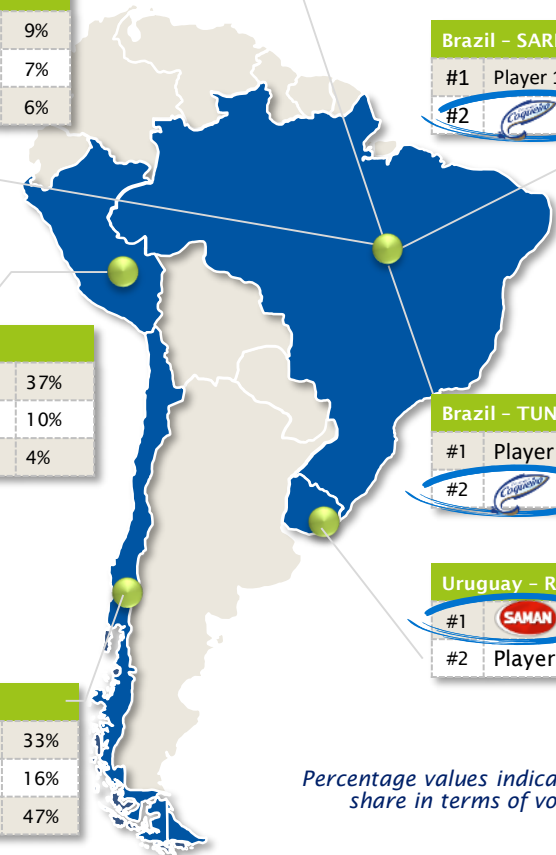 9%
7%
6%
Brazil – SAR
#1 Player 1
#2 Coqueiro
37%
10%
4%
Brazil – TUN
#1 Player
#2 Coqueiro
Uruguay – R
#1 SAMAN
#2 Player
33%
16%
47%
Percentage values indica
share in terms of vo